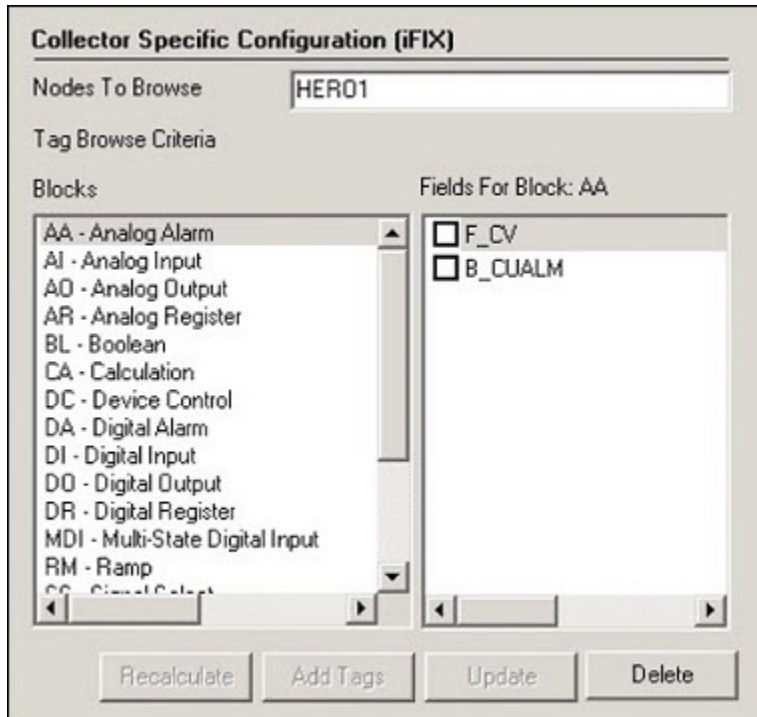 Collector Specific Configuration (iFIX)
Nodes To Browse HERO1
Tag Browse Criteria
Blocks Fields For Block: AA
AA - Analog Alarm
AI - Analog Input
AO - Analog Output
AR - Analog Register
BL - Boolean
CA - Calculation
DC - Device Control
DA - Digital Alarm
DI - Digital Input
DO - Digital Output
DR - Digital Register
MDI - Multi-State Digital Input
RM - Ramp
F_CV
B_CUALM
Recalculate Add Tags Update Delete